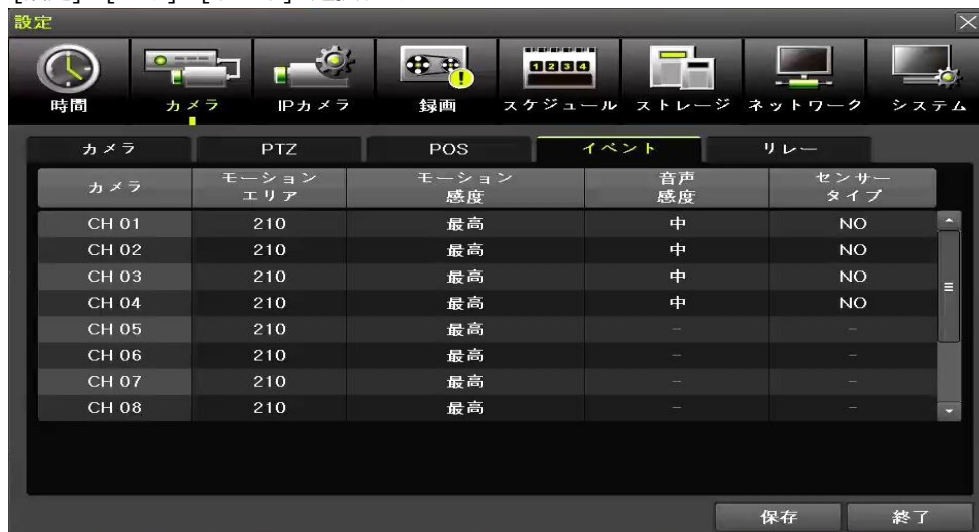 設定
1234
時間 カメラ IPカメラ 録画 スケジュール ストレージ ネットワーク システム
カメラ PTZ POS イベント リレー
カメラ モーション エリア モーション 感度 音声 感度 センサー タイプ
CH 01 210 最高 中 NO
CH 02 210 最高 中 NO
CH 03 210 最高 中 NO
CH 04 210 最高 中 NO
CH 05 210 最高 – –
CH 06 210 最高 – –
CH 07 210 最高 – –
CH 08 210 最高 – –
保存 終了